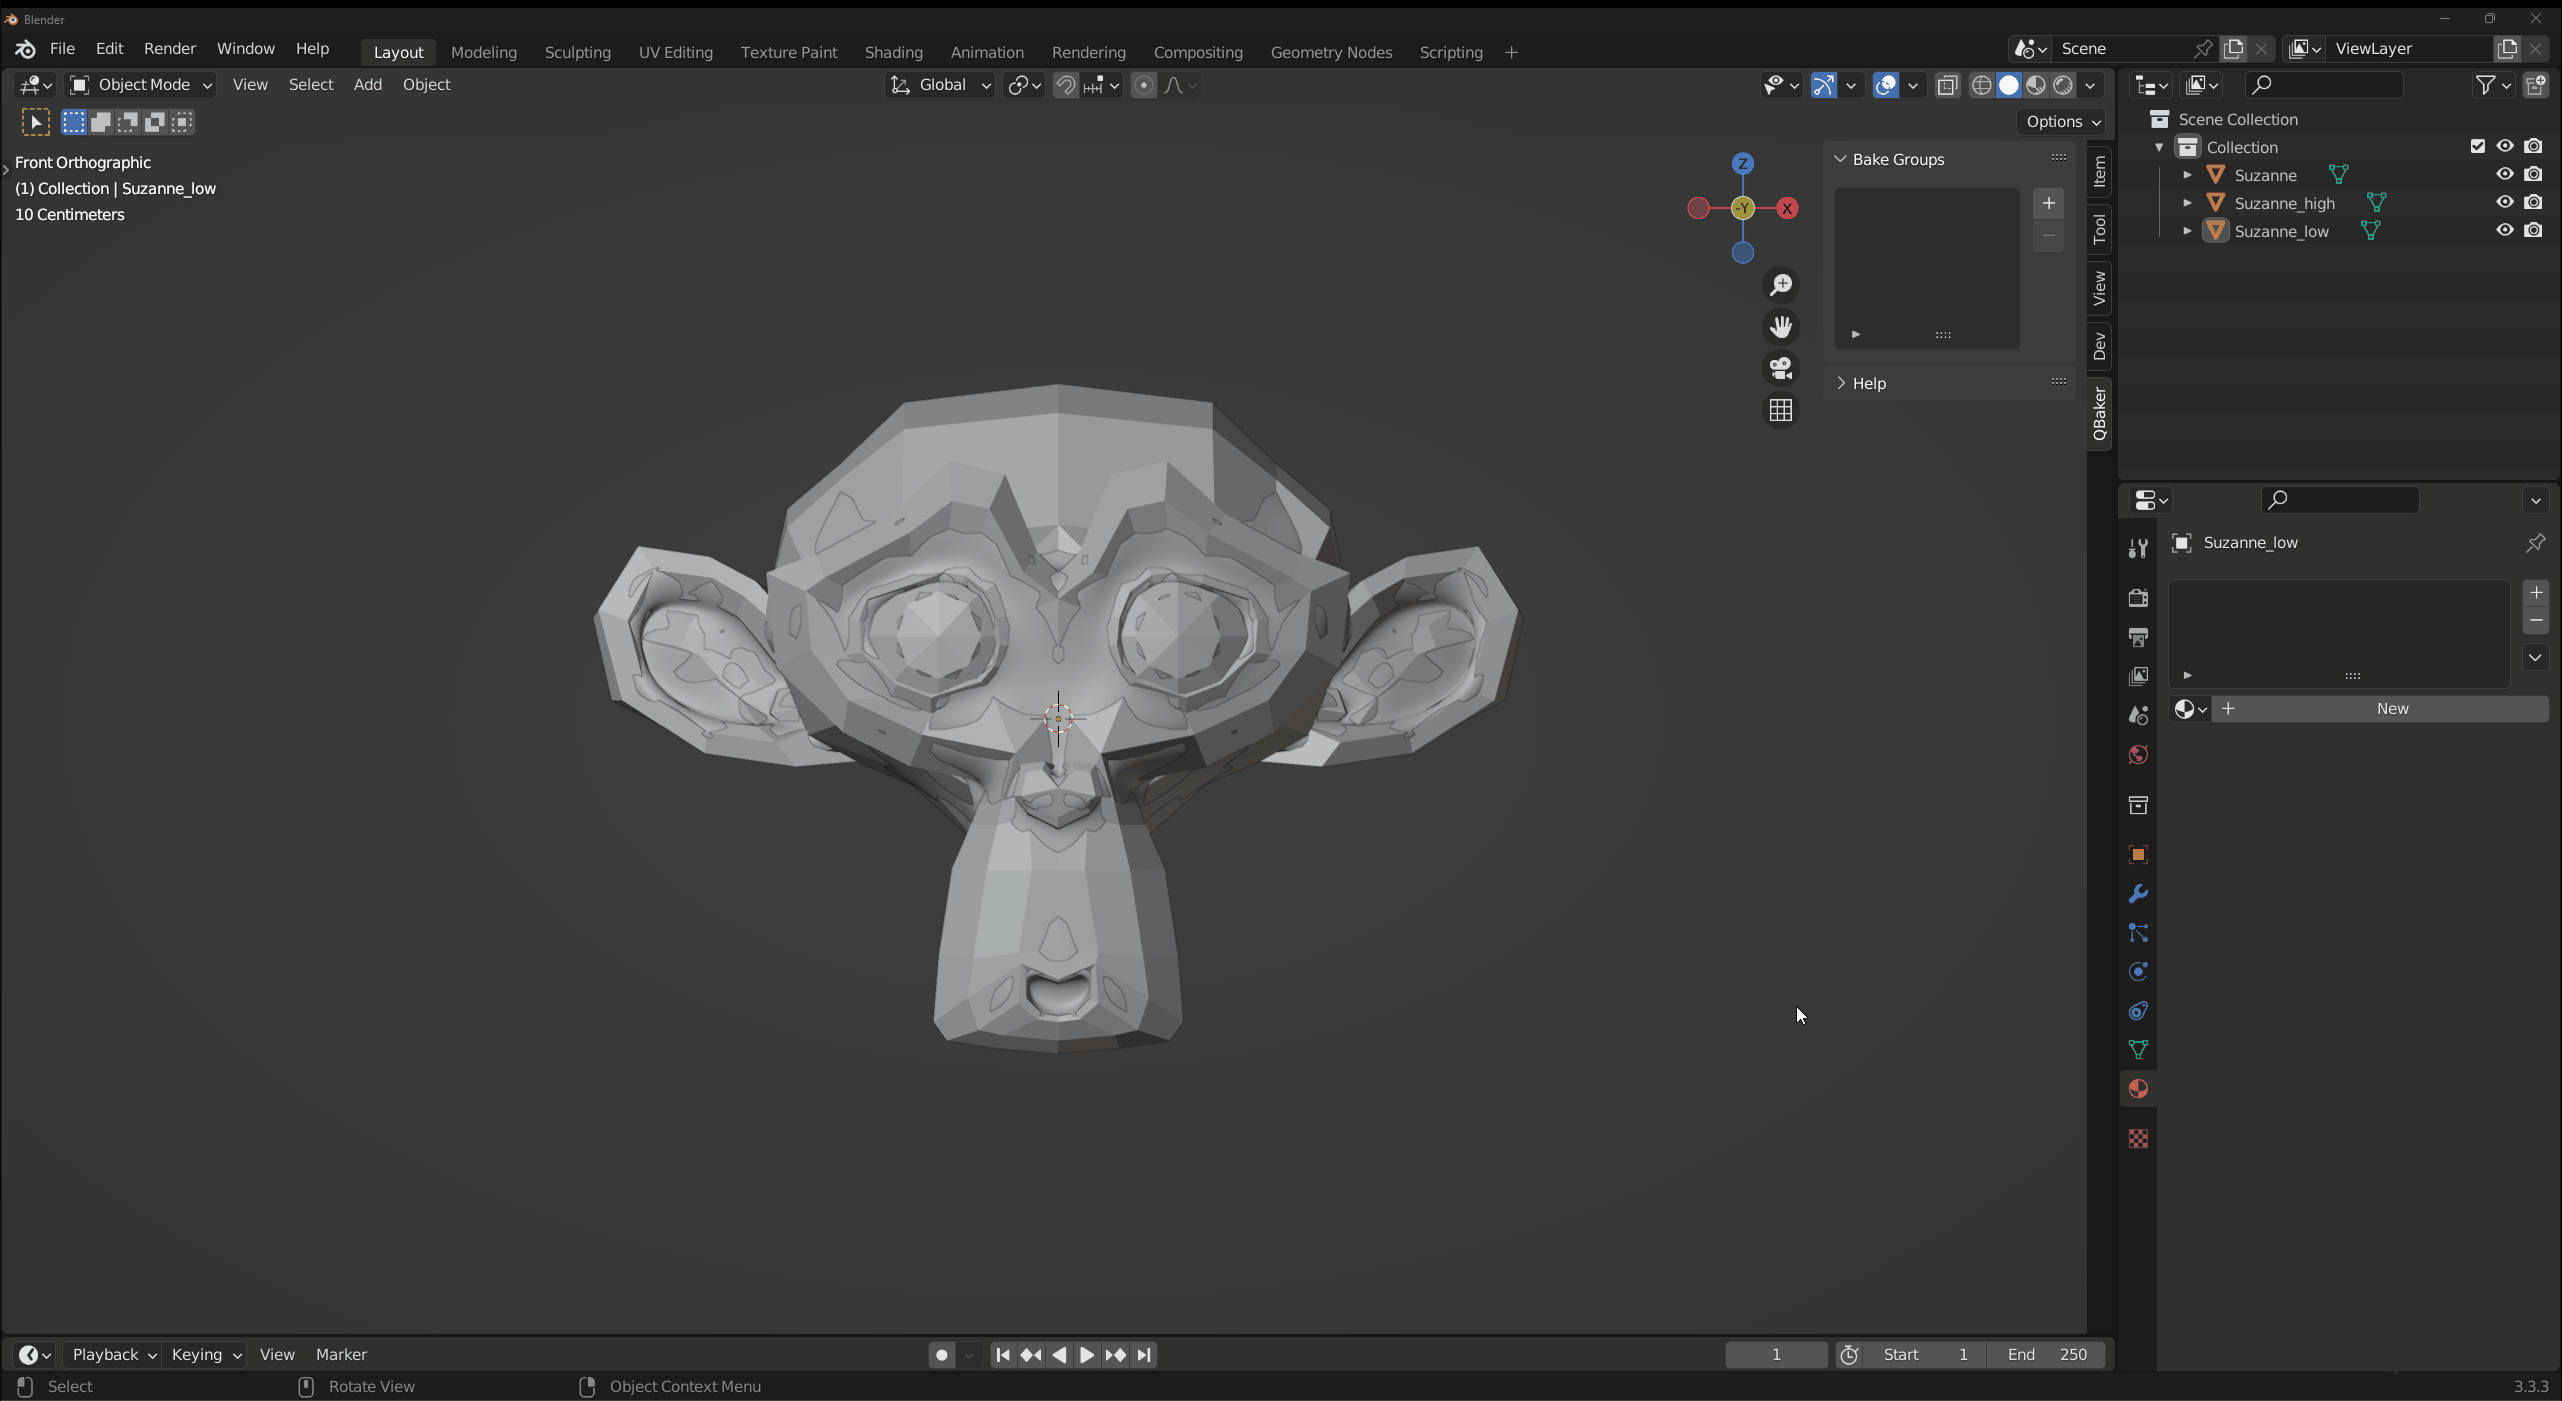 Blender
File Edit Render Window Help Layout Modeling Sculpting UV Editing Texture Paint Shading Animation Rendering Compositing Geometry Nodes Scripting + Scene ViewLayer
Object Mode View Select Add Object Global
Options
Front Orthographic
(1) Collection | Suzanne_low
10 Centimeters
Z
-Y
X
Bake Groups
Help
Item
Tool
View
Dev
QBaker
Scene Collection
Collection
Suzanne
Suzanne_high
Suzanne_low
Suzanne_low
New
Playback Keying View Marker 1 Start 1 End 250
Select Rotate View Object Context Menu 3.3.3